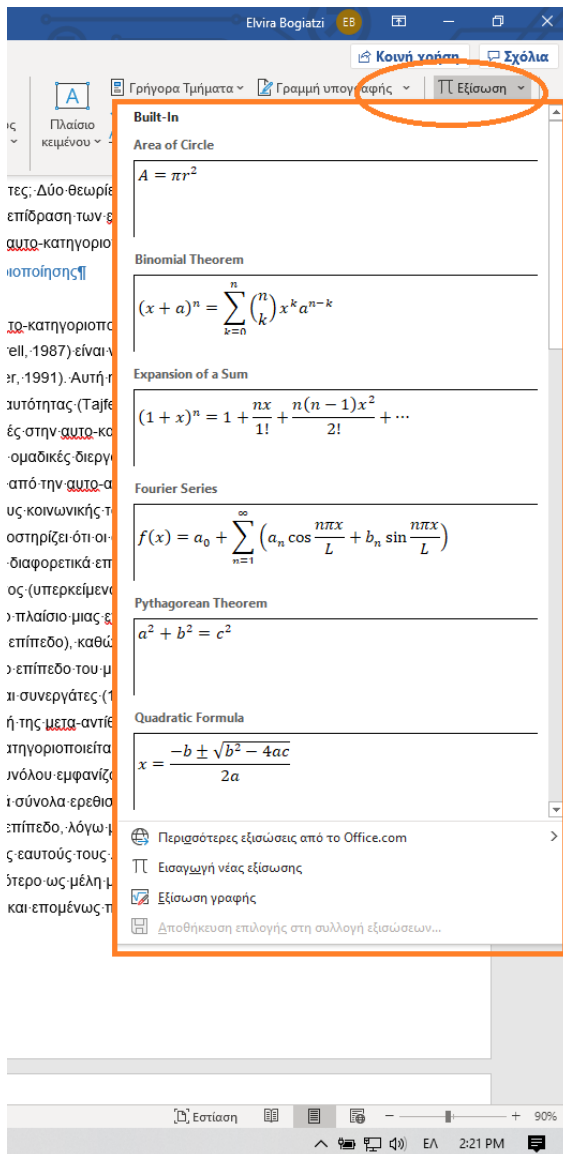 Elvira Bogiatzi EB
Κοινή χρήση Σχόλια
Γρήγορα Τμήματα Γραμμή υπογραφής π Εξίσωση
A
Πλαίσιο
κειμένου
Built-In
Area of Circle
A = πr²
Binomial Theorem
(x + a)ⁿ = ∑ₖ₌₀ⁿ (n k) xᵏaⁿ⁻ᵏ
Expansion of a Sum
(1 + x)ⁿ = 1 + nx/1! + n(n − 1)x²/2! + ⋯
Fourier Series
f(x) = a₀ + ∑ₙ₌₁^∞ (aₙ cos nπx/L + bₙ sin nπx/L)
Pythagorean Theorem
a² + b² = c²
Quadratic Formula
x = −b ± √(b² − 4ac) / 2a
Περισσότερες εξισώσεις από το Office.com
π Εισαγωγή νέας εξίσωσης
Εξίσωση γραφής
Αποθήκευση επιλογής στη συλλογή εξισώσεων...
τες;·Δύο·θεωρίε
επίδραση·των·ε
αυτο-κατηγοριο
ιοποίησης¶
το-κατηγοριοπο
rell,·1987)·είναι·ν
er,·1991).·Αυτή·η
αυτότητας·(Tajfe
ές·στην·αυτο-κα
·ομαδικές·διεργ
·από·την·αυτο-α
υς·κοινωνικής·τ
οστηρίζει·ότι·οι·
·διαφορετικά·επ
ος·(υπερκείμενο
ο·πλαίσιο·μιας·ε
επίπεδο),·καθώ
ο·επίπεδο·του·μ
αι·συνεργάτες·(1
ή·της·μετα-αντίθ
ατηγοριοποιείτα
υνόλου·εμφανίζο
ά·σύνολα·ερεθισ
επίπεδο,·λόγω·μ
ς·εαυτούς·τους·
ότερο·ως·μέλη·μ
και·επομένως·π
Εστίαση 90%
ΕΛ 2:21 PM